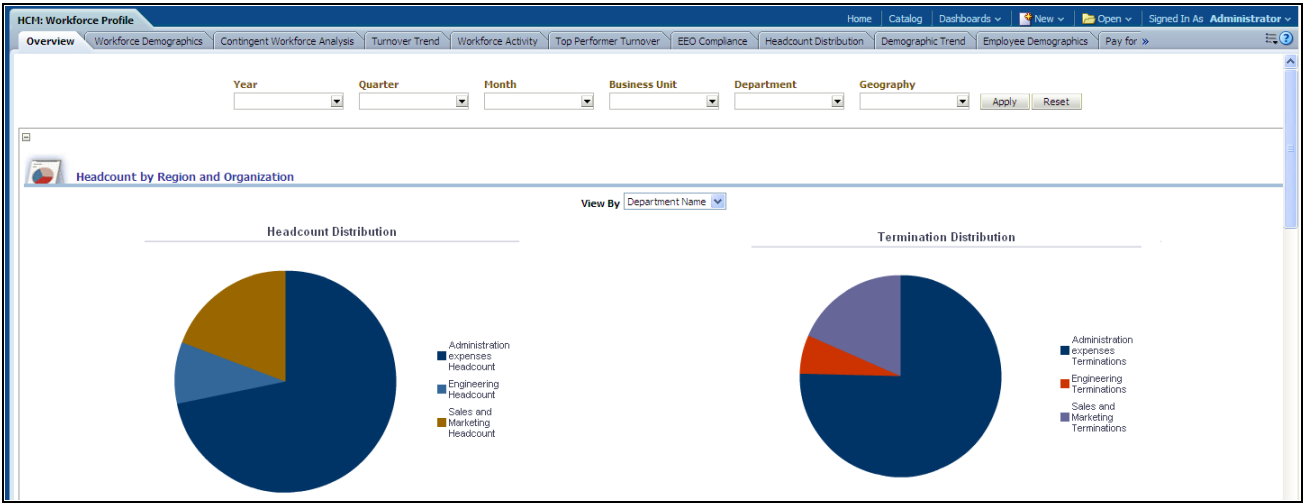 HCM: Workforce Profile
Home Catalog Dashboards New Open Signed In As Administrator
Overview Workforce Demographics Contingent Workforce Analysis Turnover Trend Workforce Activity Top Performer Turnover EEO Compliance Headcount Distribution Demographic Trend Employee Demographics Pay for »
Year Quarter Month Business Unit Department Geography
Apply Reset
Headcount by Region and Organization
View By Department Name
Headcount Distribution
Administration
expenses
Headcount
Engineering
Headcount
Sales and
Marketing
Headcount
Termination Distribution
Administration
expenses
Terminations
Engineering
Terminations
Sales and
Marketing
Terminations